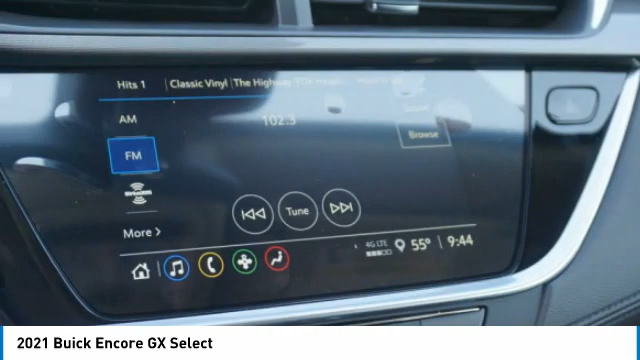 Hits 1 Classic Vinyl The Highway
AM
102.3
FM
Browse
SiriusXM
Tune
More >
4G LTE 55° 9:44
2021 Buick Encore GX Select